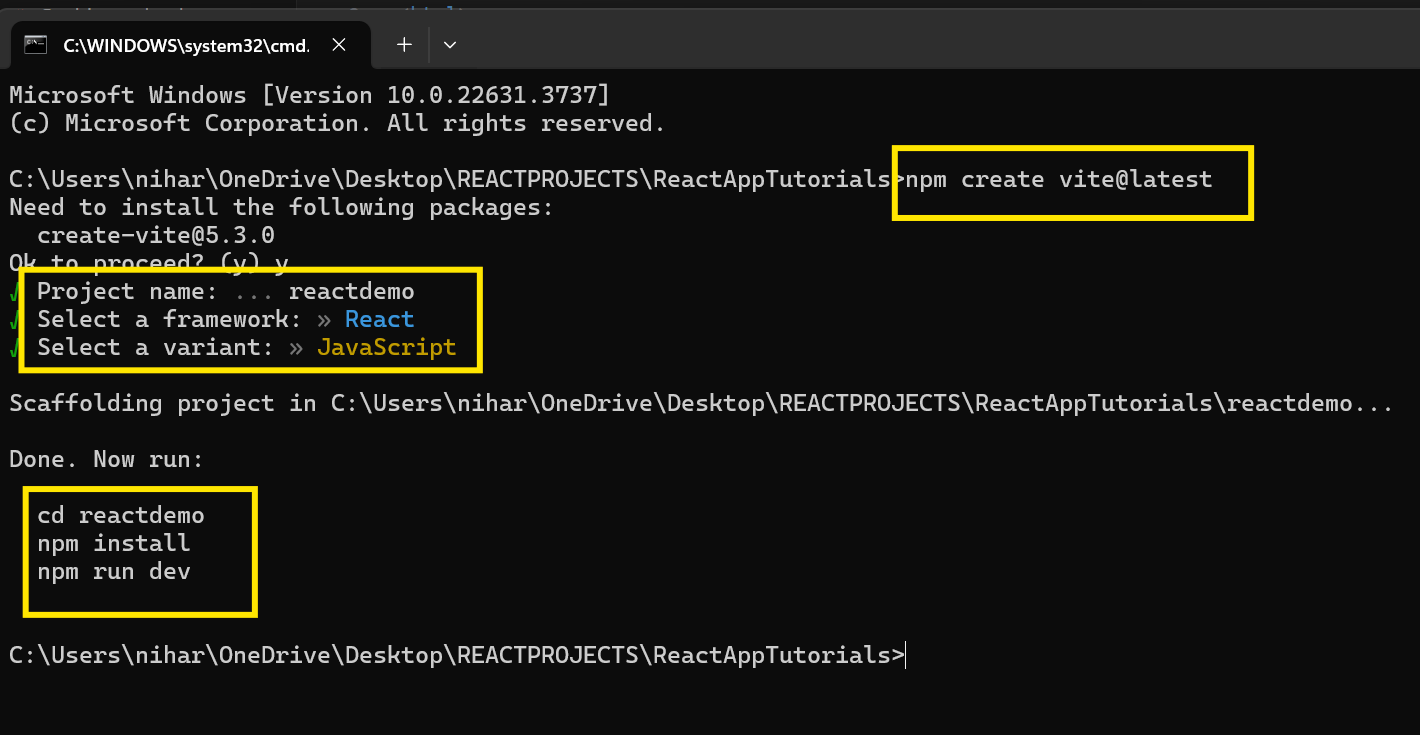 C:\WINDOWS\system32\cmd.
Microsoft Windows [Version 10.0.22631.3737]
(c) Microsoft Corporation. All rights reserved.
C:\Users\nihar\OneDrive\Desktop\REACTPROJECTS\ReactAppTutorials>npm create vite@latest
Need to install the following packages:
create-vite@5.3.0
Ok to proceed? (y) y
√ Project name: ... reactdemo
√ Select a framework: » React
√ Select a variant: » JavaScript
Scaffolding project in C:\Users\nihar\OneDrive\Desktop\REACTPROJECTS\ReactAppTutorials\reactdemo...
Done. Now run:
cd reactdemo
npm install
npm run dev
C:\Users\nihar\OneDrive\Desktop\REACTPROJECTS\ReactAppTutorials>